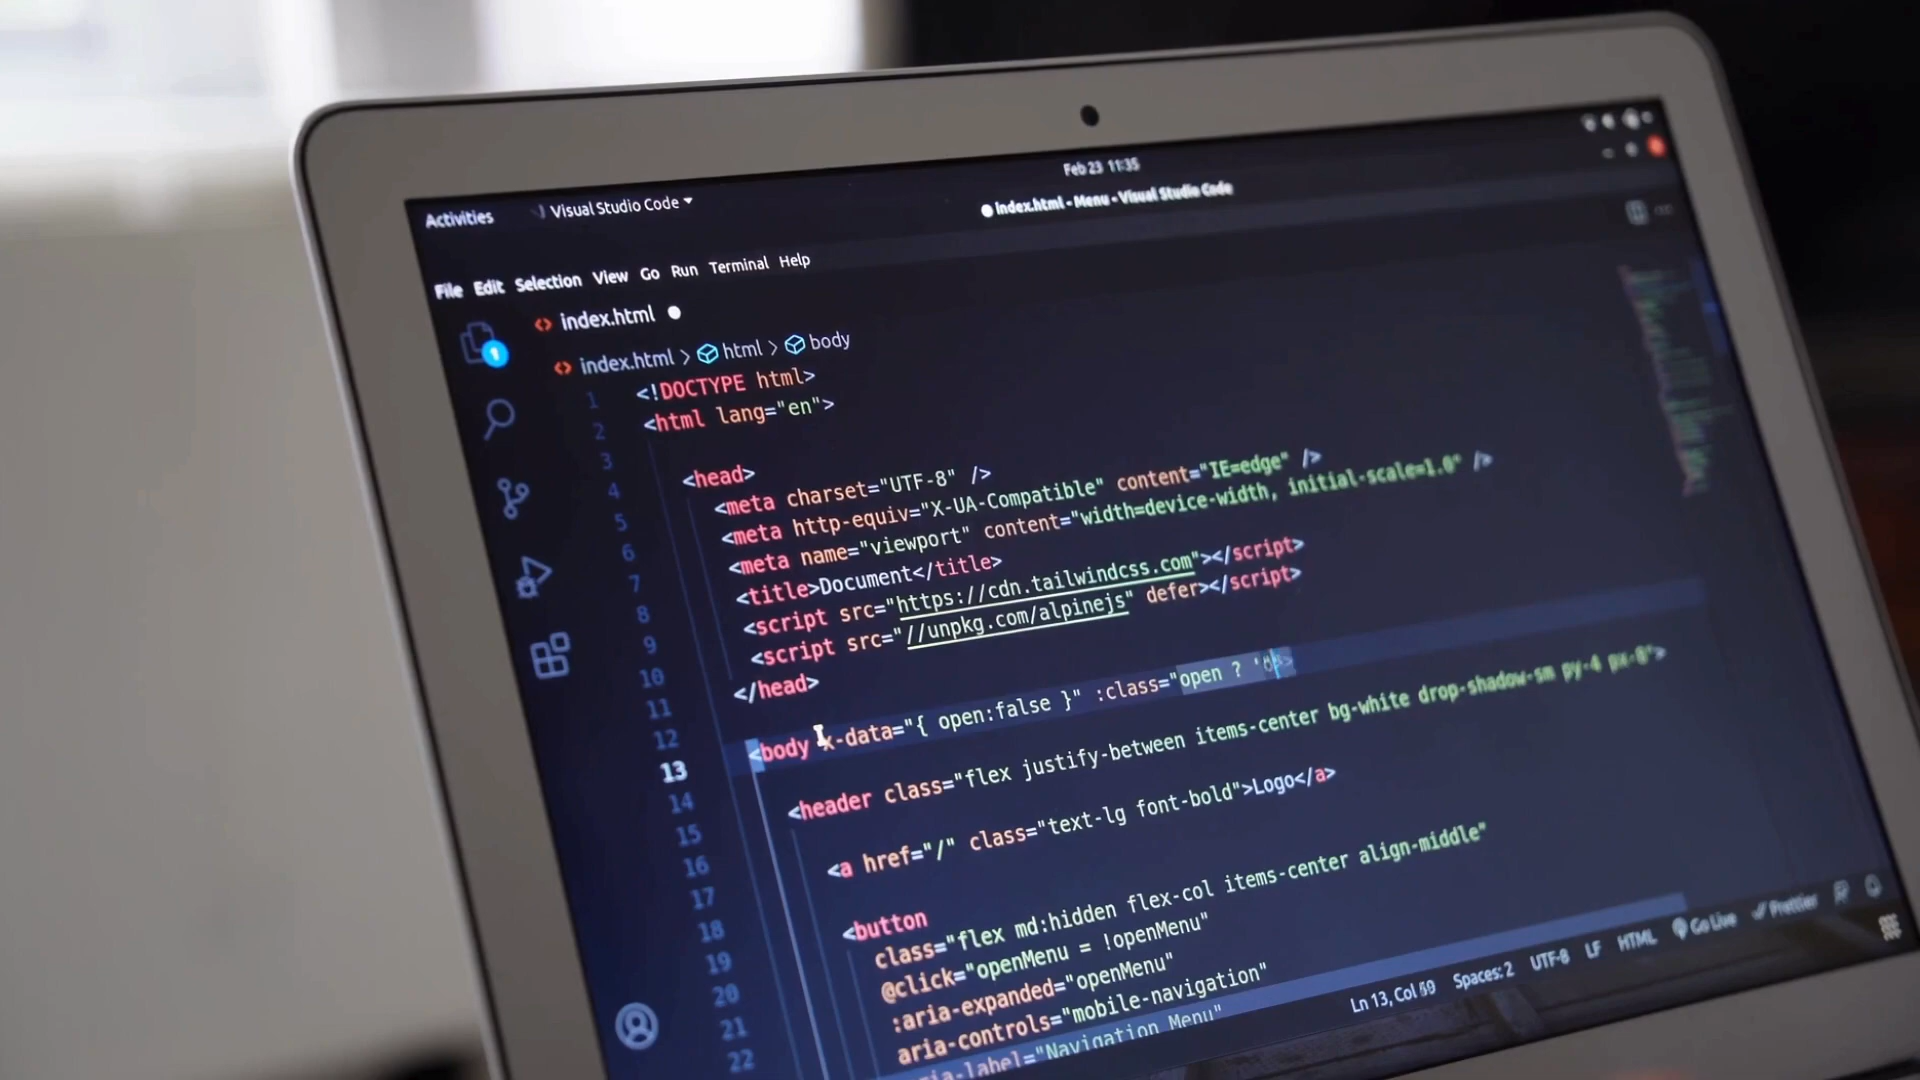 Feb 23 11:35
Activities
Visual Studio Code
index.html - Menu - Visual Studio Code
File Edit Selection View Go Run Terminal Help
index.html
1
index.html > html > body
1 <!DOCTYPE html>
2 <html lang="en">
3
4 <head>
5 <meta charset="UTF-8" />
6 <meta http-equiv="X-UA-Compatible" content="IE=edge" />
7 <meta name="viewport" content="width=device-width, initial-scale=1.0" />
8 <title>Document</title>
9 <script src="https://cdn.tailwindcss.com"></script>
10 <script src="//unpkg.com/alpinejs" defer></script>
11 </head>
12
13 <body x-data="{ open:false }" :class="open ? '
14 <header class="flex justify-between items-center bg-white drop-shadow-sm py-4 px-8">
15
16 <a href="/" class="text-lg font-bold">Logo</a>
17
18 <button
19 class="flex md:hidden flex-col items-center align-middle"
20 @click="openMenu = !openMenu"
21 :aria-expanded="openMenu"
22 aria-controls="mobile-navigation"
aria-label="Navigation Menu"
Ln 13, Col 59 Spaces: 2 UTF-8 LF HTML Go Live Prettier